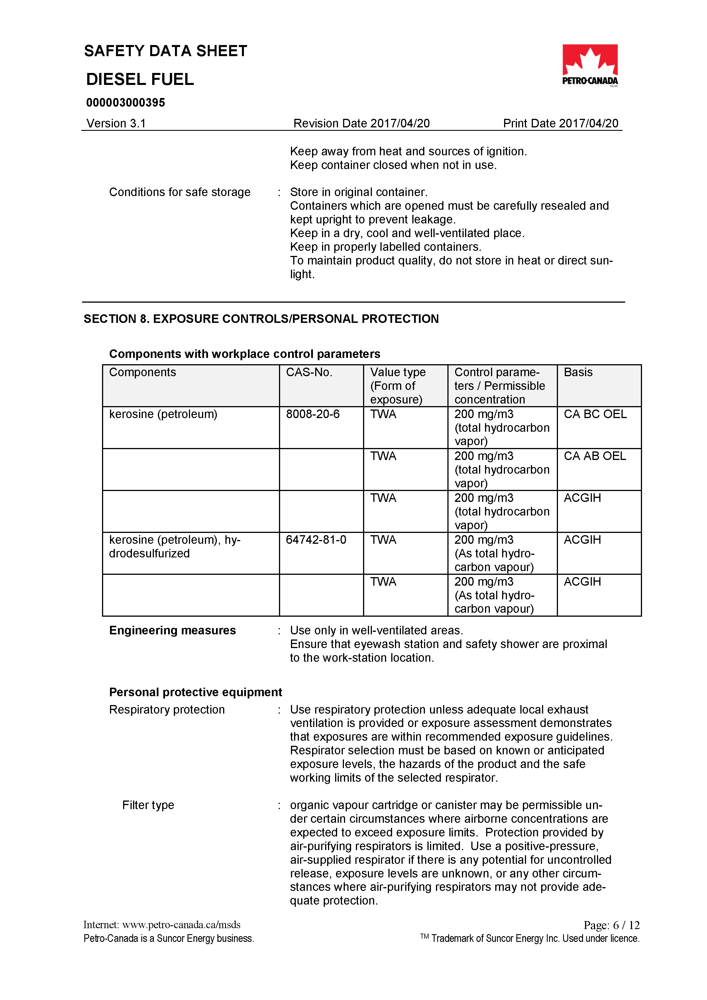 SAFETY DATA SHEET
DIESEL FUEL
000003000395
PETRO-CANADA
TM/MC
Version 3.1 Revision Date 2017/04/20 Print Date 2017/04/20
Keep away from heat and sources of ignition.
Keep container closed when not in use.
Conditions for safe storage : Store in original container.
Containers which are opened must be carefully resealed and
kept upright to prevent leakage.
Keep in a dry, cool and well-ventilated place.
Keep in properly labelled containers.
To maintain product quality, do not store in heat or direct sun-
light.
SECTION 8. EXPOSURE CONTROLS/PERSONAL PROTECTION
Components with workplace control parameters
Components CAS-No. Value type Control parame- Basis
(Form of ters / Permissible
exposure) concentration
kerosine (petroleum) 8008-20-6 TWA 200 mg/m3 CA BC OEL
(total hydrocarbon
vapor)
TWA 200 mg/m3 CA AB OEL
(total hydrocarbon
vapor)
TWA 200 mg/m3 ACGIH
(total hydrocarbon
vapor)
kerosine (petroleum), hy- 64742-81-0 TWA 200 mg/m3 ACGIH
drodesulfurized (As total hydro-
carbon vapour)
TWA 200 mg/m3 ACGIH
(As total hydro-
carbon vapour)
Engineering measures : Use only in well-ventilated areas.
Ensure that eyewash station and safety shower are proximal
to the work-station location.
Personal protective equipment
Respiratory protection : Use respiratory protection unless adequate local exhaust
ventilation is provided or exposure assessment demonstrates
that exposures are within recommended exposure guidelines.
Respirator selection must be based on known or anticipated
exposure levels, the hazards of the product and the safe
working limits of the selected respirator.
Filter type : organic vapour cartridge or canister may be permissible un-
der certain circumstances where airborne concentrations are
expected to exceed exposure limits.  Protection provided by
air-purifying respirators is limited.  Use a positive-pressure,
air-supplied respirator if there is any potential for uncontrolled
release, exposure levels are unknown, or any other circum-
stances where air-purifying respirators may not provide ade-
quate protection.
Internet: www.petro-canada.ca/msds Page: 6 / 12
Petro-Canada is a Suncor Energy business. TM Trademark of Suncor Energy Inc. Used under licence.